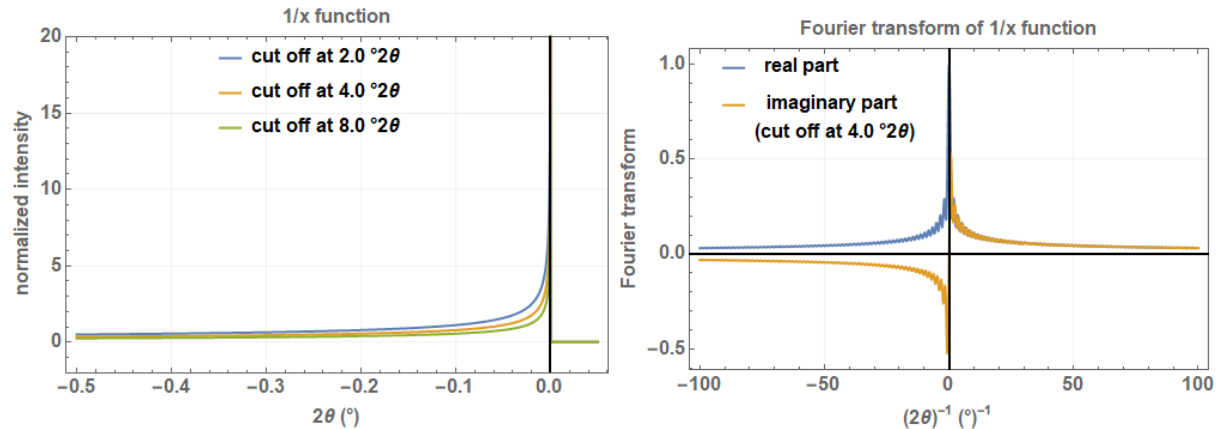 1/x function
normalized intensity
20
15
10
5
0
cut off at 2.0 °2θ
cut off at 4.0 °2θ
cut off at 8.0 °2θ
−0.5 −0.4 −0.3 −0.2 −0.1 0.0
2θ (°)
Fourier transform of 1/x function
Fourier transform
1.0
0.5
0.0
−0.5
real part
imaginary part
(cut off at 4.0 °2θ)
−100 −50 0 50 100
(2θ)⁻¹ (°)⁻¹